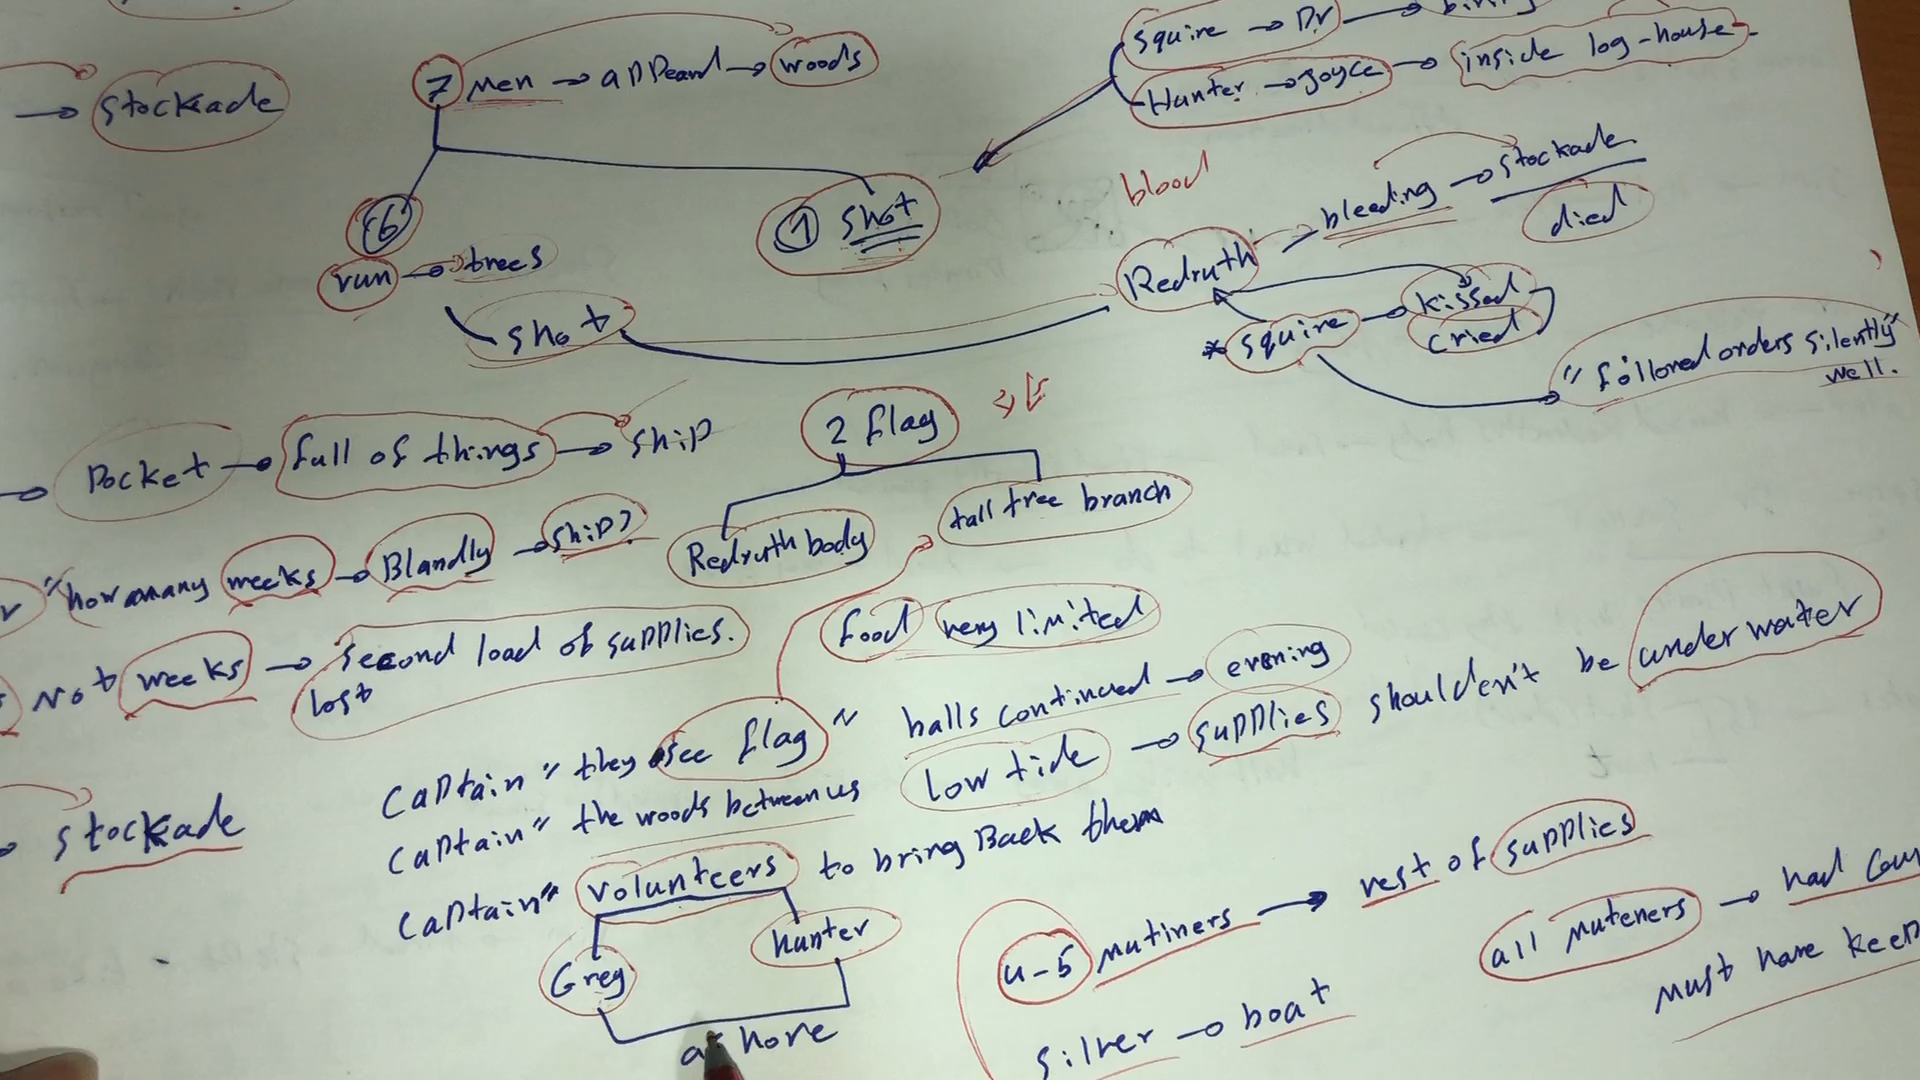 → stockade
7 men → appeard → woods
squire → Dr →
Hunter → Joyce → inside log-house
6
1 shot
run → trees
shot
blood
Redruth → bleeding → stockade
died
* squire → kissed
cried
"followed orders silently"
well.
→ Pocket → full of things → ship
2 flag
Redruth body
tall tree branch
"how many weeks → Blandly → ship?
Not weeks → second load of supplies.
lost
food very limited
Captain "they see flag" balls continued → evening
Captain" the woods between us low tide → supplies shouldn't be under water
stockade
Captain" volunteers to bring Back them
Greg
hunter
ashore
4-5 mutiners → rest of supplies
silver → boat
all muteners → had
must have